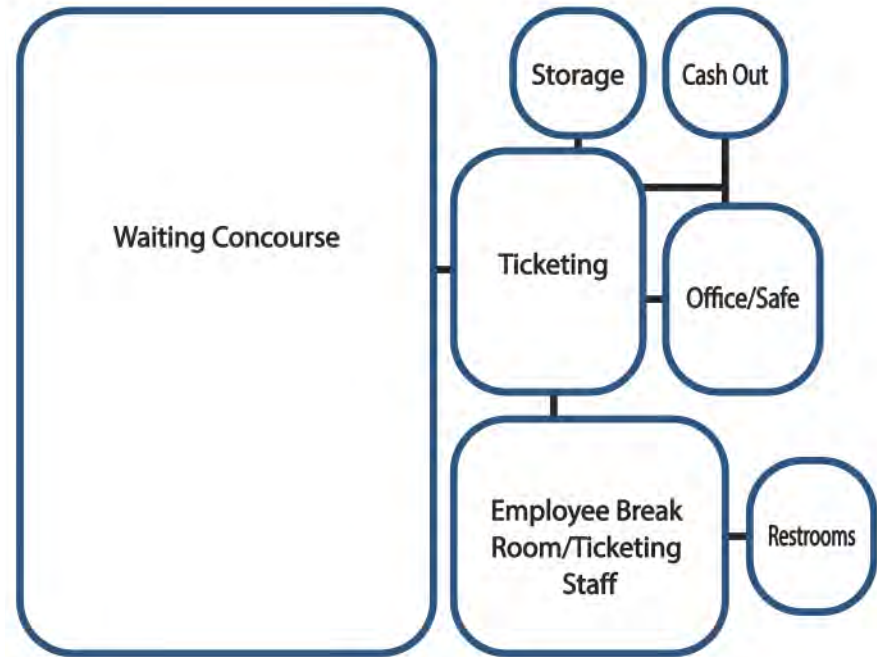 Storage
Cash Out
Waiting Concourse
Ticketing
Office/Safe
Employee Break
Room/Ticketing
Staff
Restrooms